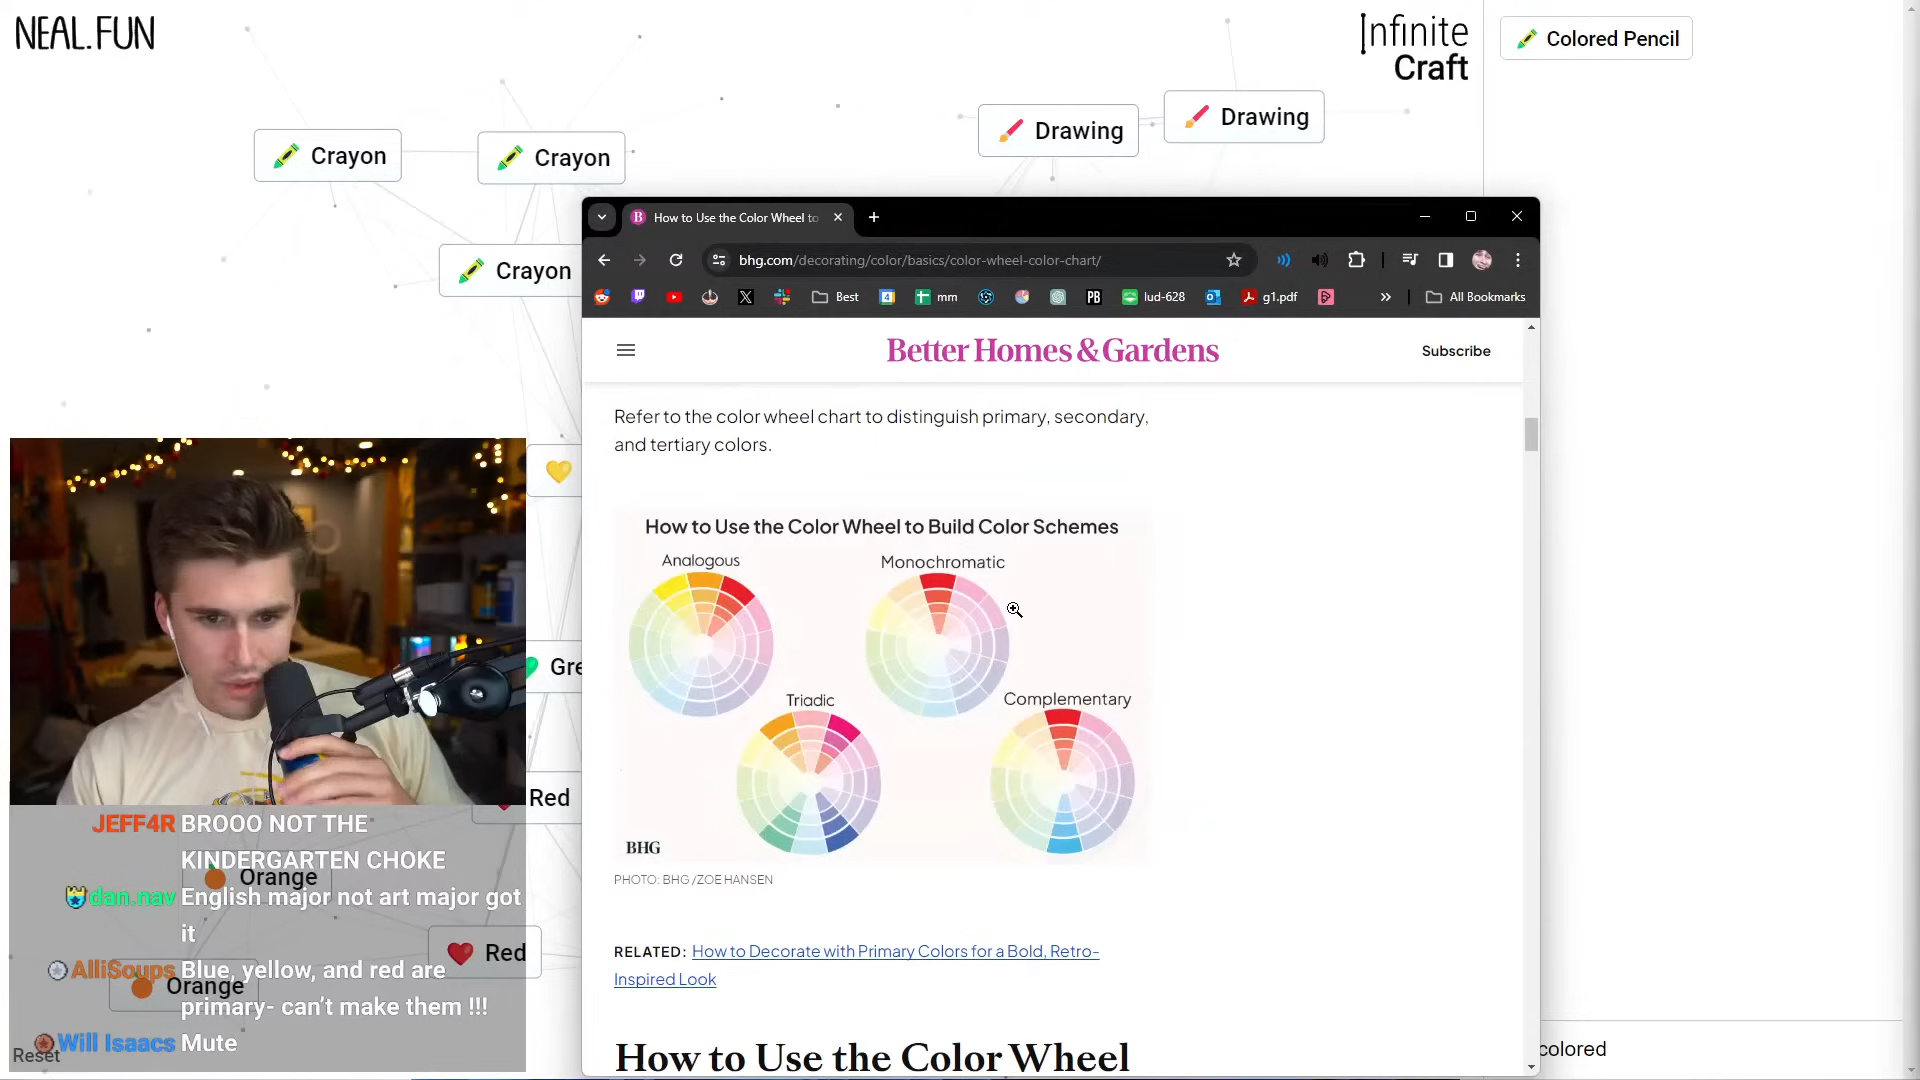 NEAL.FUN
Infinite
Craft
Colored Pencil
Crayon
Crayon
Drawing
Drawing
Crayon
How to Use the Color Wheel to
bhg.com/decorating/color/basics/color-wheel-color-chart/
Best
4
mm
PB
lud-628
g1.pdf
»
All Bookmarks
Better Homes & Gardens
Subscribe
Refer to the color wheel chart to distinguish primary, secondary,
and tertiary colors.
How to Use the Color Wheel to Build Color Schemes
Analogous
Monochromatic
Triadic
Complementary
BHG
PHOTO: BHG / ZOE HANSEN
RELATED: How to Decorate with Primary Colors for a Bold, Retro-
Inspired Look
How to Use the Color Wheel
Gre
Red
Orange
Red
Orange
JEFF4R BROOO NOT THE
KINDERGARTEN CHOKE
dan.nav English major not art major got
it
AlliSoups Blue, yellow, and red are
primary- can't make them !!!
Will Isaacs Mute
Reset
colored